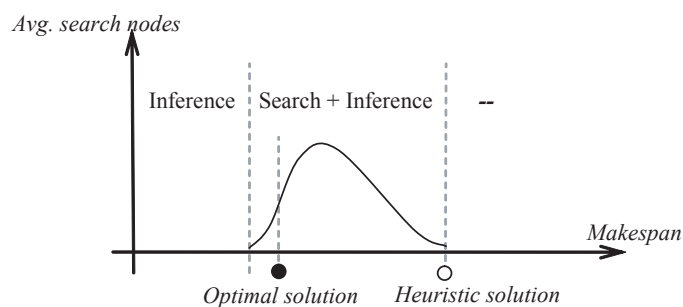 Avg. search nodes
Inference
Search + Inference
--
Makespan
Optimal solution
Heuristic solution